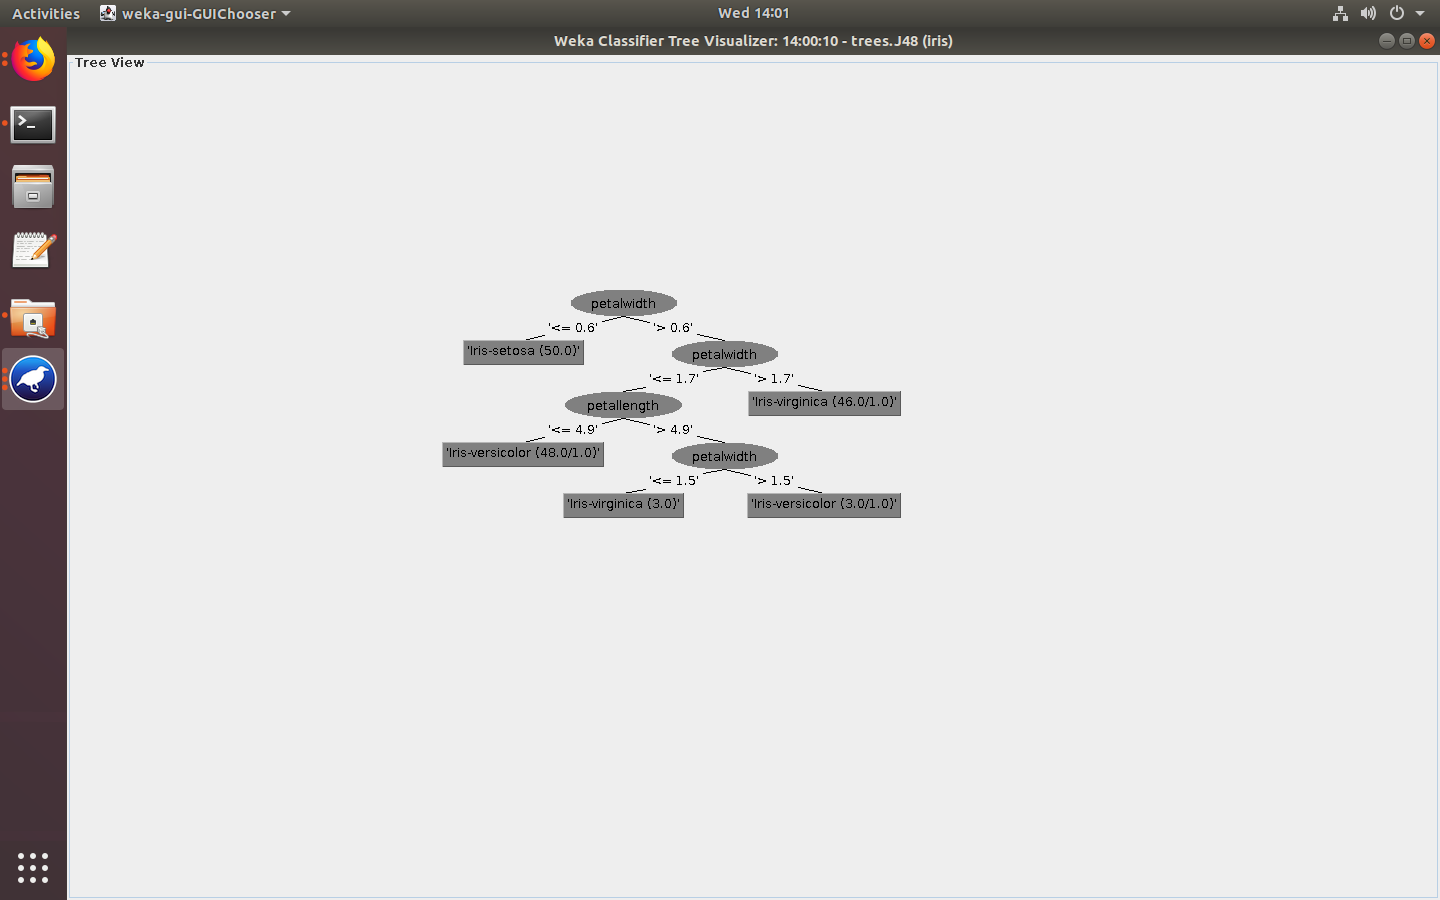 Activities
weka-gui-GUIChooser
Wed 14:01
Weka Classifier Tree Visualizer: 14:00:10 - trees.J48 (iris)
Tree View
petalwidth
'<= 0.6' '> 0.6'
'Iris-setosa (50.0)' petalwidth
'<= 1.7' '> 1.7'
petallength 'Iris-virginica (46.0/1.0)'
'<= 4.9' '> 4.9'
'Iris-versicolor (48.0/1.0)' petalwidth
'<= 1.5' '> 1.5'
'Iris-virginica (3.0)' 'Iris-versicolor (3.0/1.0)'